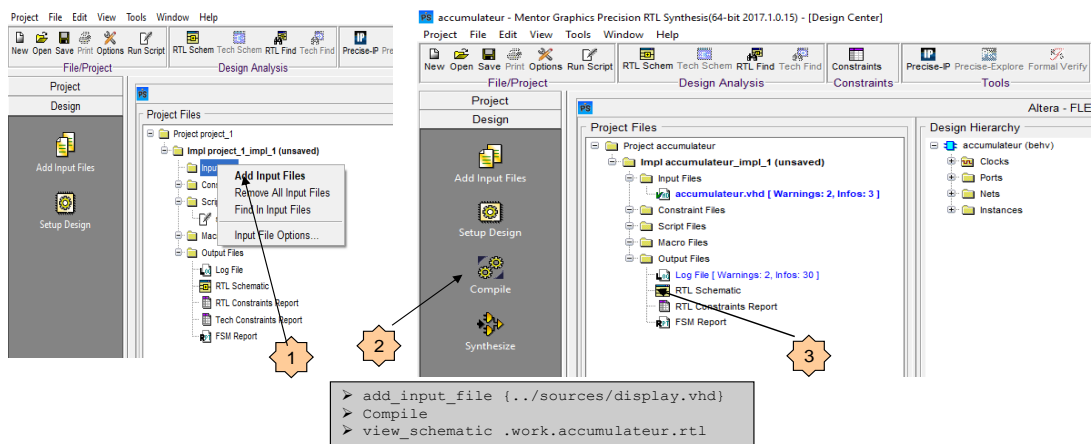 Project File Edit View Tools Window Help
New Open Save Print Options Run Script RTL Schem Tech Schem RTL Find Tech Find Precise-IP Pre
File/Project Design Analysis
Project
Design
Add Input Files
Setup Design
PS
Project Files
Project project_1
Impl project_1_impl_1 (unsaved)
Inpu
Cons
Scrip
Mac
Output Files
Log File
RTL Schematic
RTL Constraints Report
Tech Constraints Report
FSM Report
Add Input Files
Remove All Input Files
Find In Input Files
Input File Options...
1
PS accumulateur - Mentor Graphics Precision RTL Synthesis(64-bit 2017.1.0.15) - [Design Center]
Project File Edit View Tools Window Help
New Open Save Print Options Run Script RTL Schem Tech Schem RTL Find Tech Find Constraints Precise-IP Precise-Explore Formal Verify
File/Project Design Analysis Constraints Tools
Project
Design
Add Input Files
Setup Design
Compile
Synthesize
2
PS
Altera - FLE
Project Files
Project accumulateur
Impl accumulateur_impl_1 (unsaved)
Input Files
accumulateur.vhd [ Warnings: 2, Infos: 3 ]
Constraint Files
Script Files
Macro Files
Output Files
Log File [ Warnings: 2, Infos: 30 ]
RTL Schematic
RTL Constraints Report
FSM Report
3
Design Hierarchy
accumulateur (behv)
Clocks
Ports
Nets
Instances
➢ add_input_file {../sources/display.vhd}
➢ Compile
➢ view_schematic .work.accumulateur.rtl